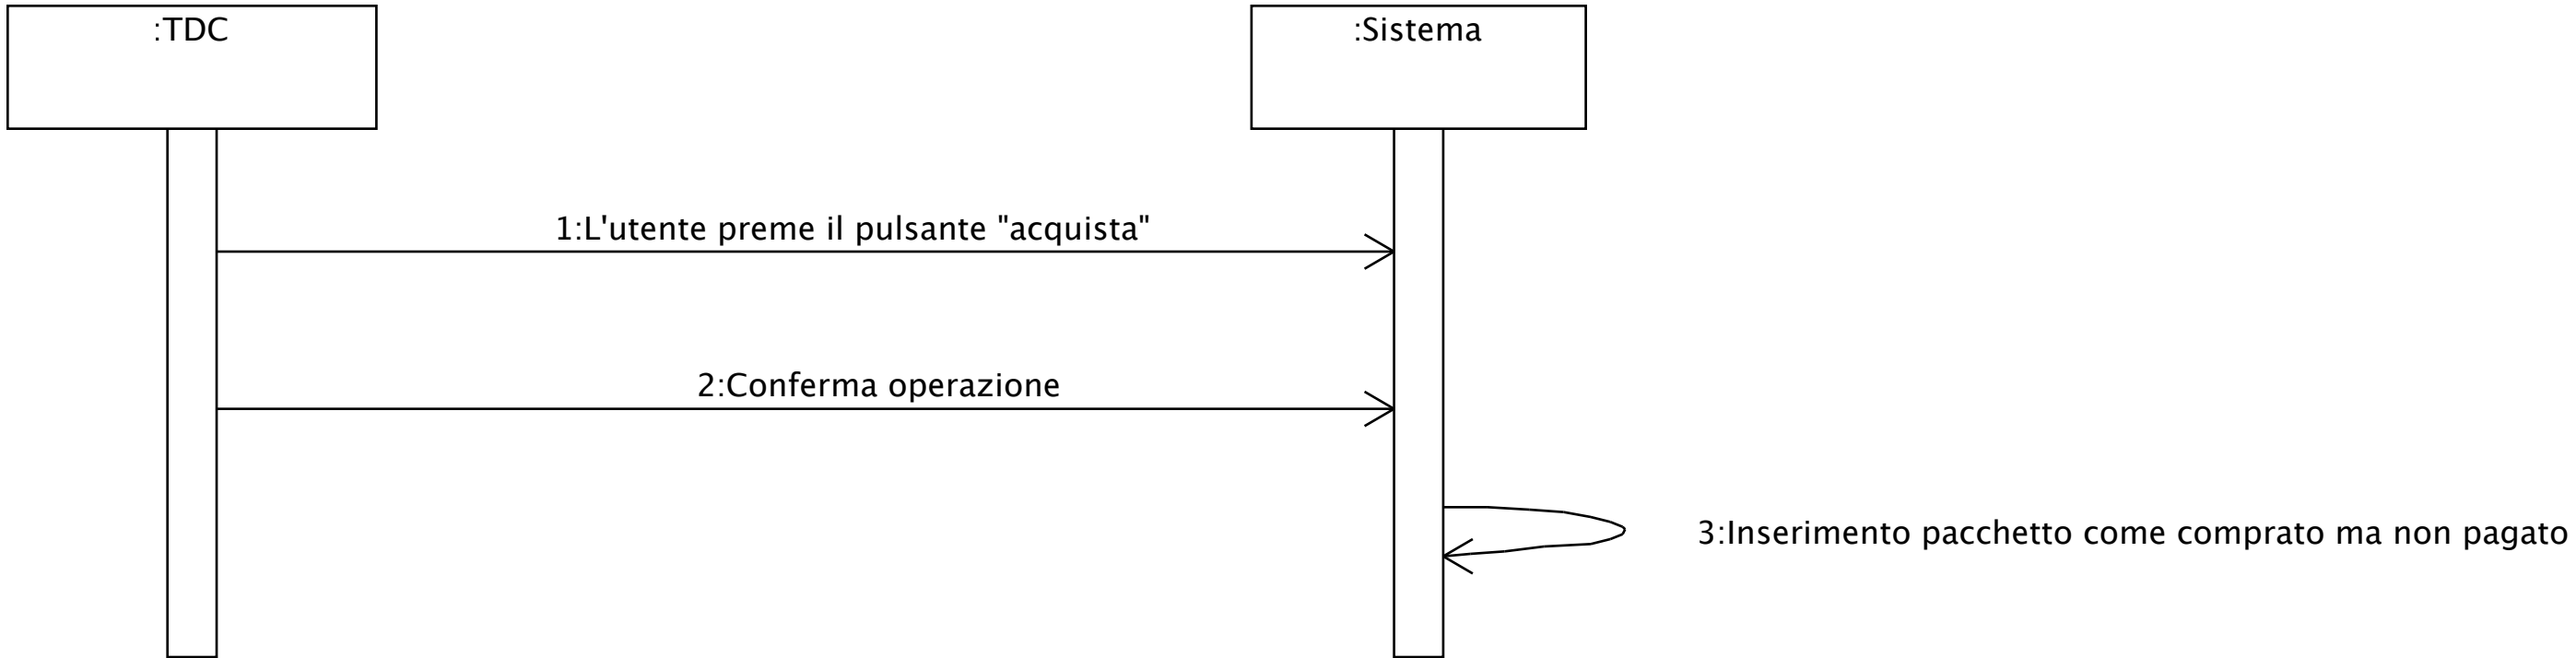 :TDC
:Sistema
1:L'utente preme il pulsante "acquista"
2:Conferma operazione
3:Inserimento pacchetto come comprato ma non pagato